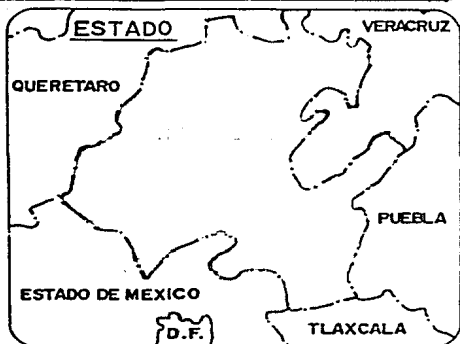 ESTADO
VERACRUZ
QUERETARO
PUEBLA
ESTADO DE MEXICO
D.F.
TLAXCALA